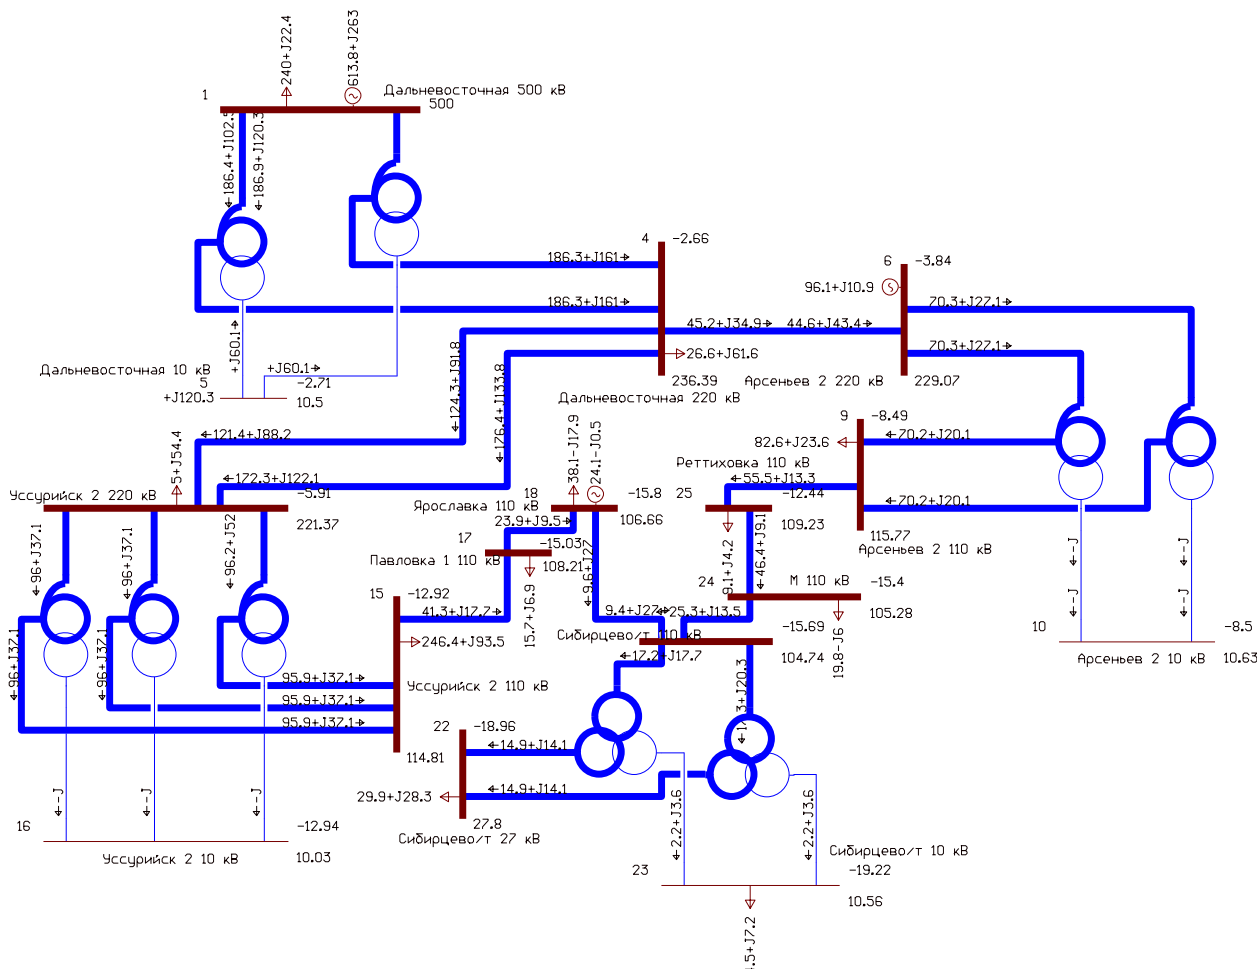 240+J22.4
613.8+J263
1
Дальневосточная 500 кВ
500
186.9+J120.3
4
-2.66
6
-3.84
186.3+J161
96.1+J10.9
70.3+J27.1
186.3+J161
45.2+J34.9
44.6+J43.4
+J60.1
+J60.1
70.3+J27.1
26.6+J61.6
Дальневосточная 10 кВ
5
-2.71
236.39
Арсеньев 2 220 кВ
229.07
+J120.3
10.5
Дальневосточная 220 кВ
124.3+J91.8
176.4+J133.8
9
-8.49
121.4+J88.2
5+J54.4
38.1-J17.9
24.1-J0.5
82.6+J23.6
70.2+J20.1
Реттиховка 110 кВ
172.3+J122.1
55.5+J13.3
Уссурийск 2 220 кВ
-5.91
18
-15.8
25
-12.44
Ярославка 110 кВ
221.37
106.66
109.23
70.2+J20.1
23.9+J9.5
115.77
17
-15.03
Арсеньев 2 110 кВ
Павловка 1 110 кВ
108.21
96+J37.1
96+J37.1
96.2+J52
9.6+J27
9.1+J4.2
46.4+J9.1
24
М 110 кВ
-15.4
15
-12.92
105.28
41.3+J17.7
15.7+J6.9
9.4+J27
25.3+J13.5
19.8-J6
10
-8.5
246.4+J93.5
Сибирцево/т 110 кВ
-15.69
17.2+J17.7
104.74
Арсеньев 2 10 кВ
10.63
96+J37.1
96+J37.1
95.9+J37.1
Уссурийск 2 110 кВ
95.9+J37.1
95.9+J37.1
22
-18.96
114.81
14.9+J14.1
14.9+J14.1
29.9+J28.3
27.8
--J
--J
--J
--J
--J
--J
--J
16
-12.94
Сибирцево/т 27 кВ
2.2+J3.6
2.2+J3.6
Уссурийск 2 10 кВ
10.03
Сибирцево/т 10 кВ
23
-19.22
10.56